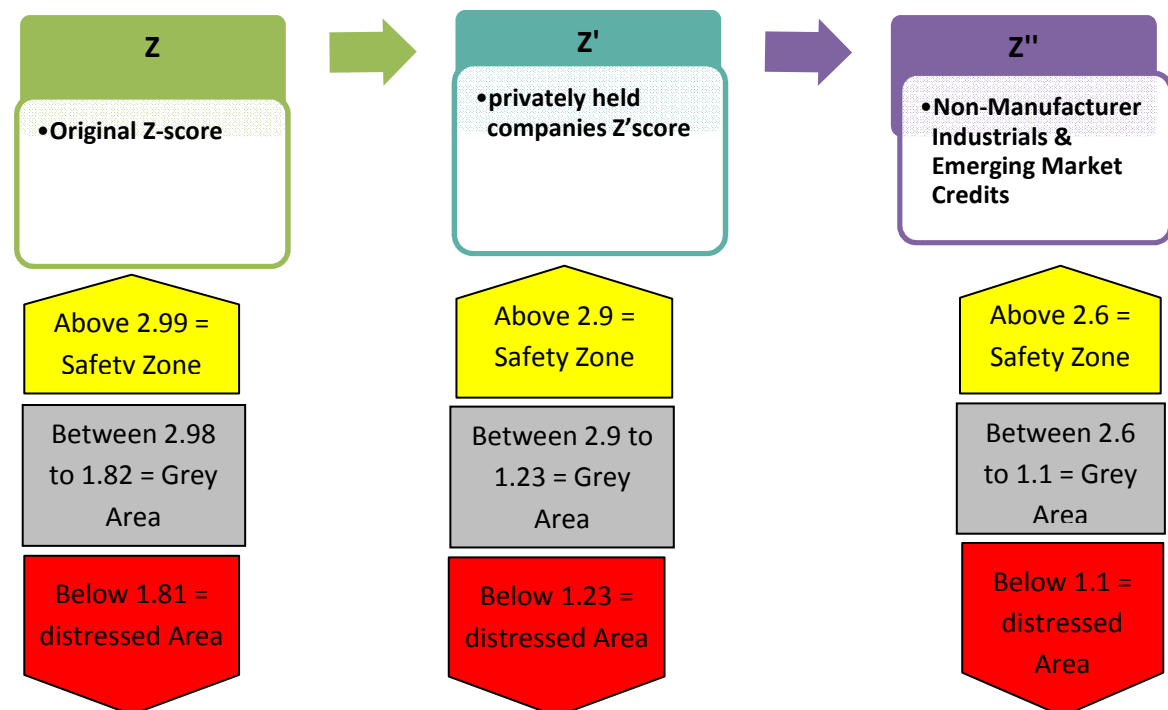 Z
•Original Z-score
Above 2.99 =
Safety Zone
Between 2.98
to 1.82 = Grey
Area
Below 1.81 =
distressed Area
Z'
•privately held
companies Z'score
Above 2.9 =
Safety Zone
Between 2.9 to
1.23 = Grey
Area
Below 1.23 =
distressed Area
Z''
•Non-Manufacturer
Industrials &
Emerging Market
Credits
Above 2.6 =
Safety Zone
Between 2.6
to 1.1 = Grey
Area
Below 1.1 =
distressed
Area